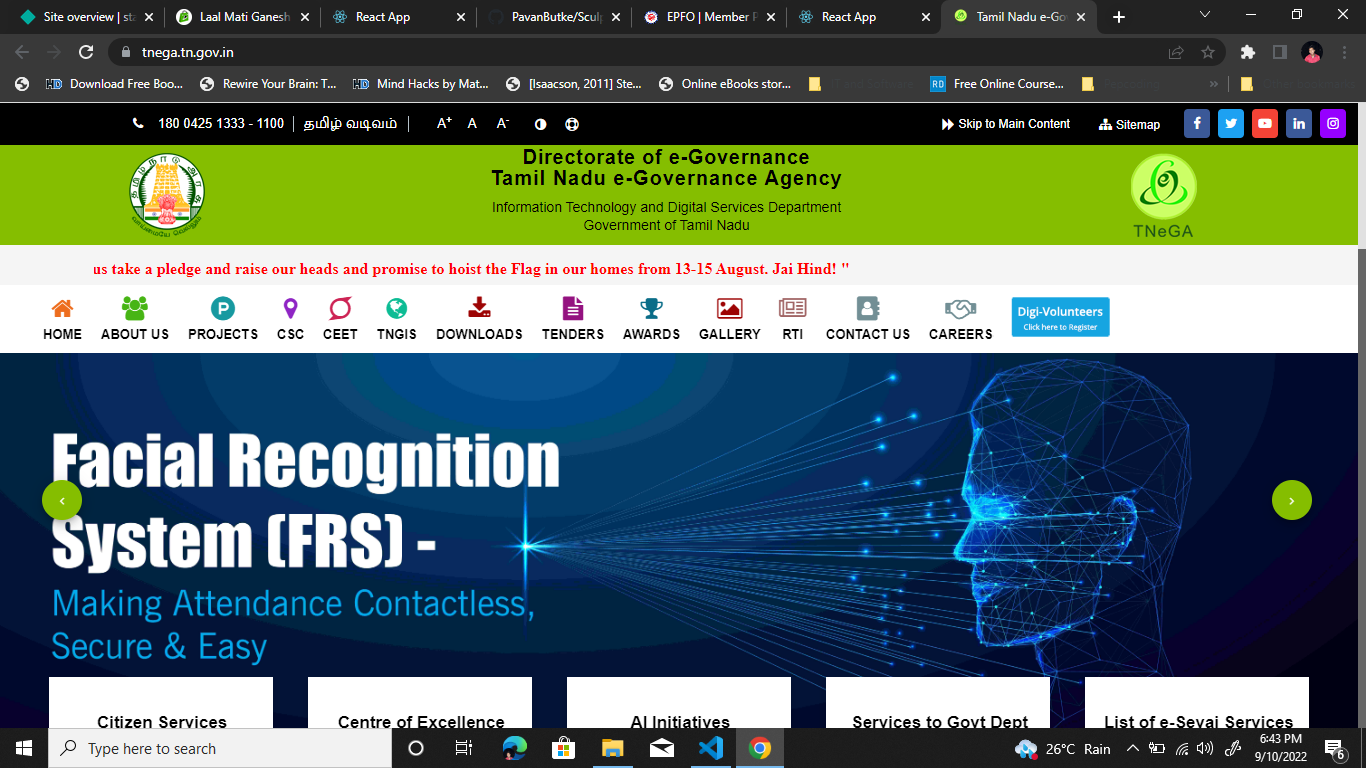 Site overview | sta
Laal Mati Ganesh
React App
PavanButke/Sculp
EPFO | Member P
React App
Tamil Nadu e-Gov
tnega.tn.gov.in
Download Free Boo...
Rewire Your Brain: T...
Mind Hacks by Mat...
[Isaacson, 2011] Ste...
Online eBooks stor...
RD Free Online Course...
180 0425 1333 - 1100 | தமிழ் வடிவம் | A+ A A-
Skip to Main Content
Sitemap
Directorate of e-Governance
Tamil Nadu e-Governance Agency
Information Technology and Digital Services Department
Government of Tamil Nadu
TNeGA
us take a pledge and raise our heads and promise to hoist the Flag in our homes from 13-15 August. Jai Hind! "
HOME ABOUT US PROJECTS CSC CEET TNGIS DOWNLOADS TENDERS AWARDS GALLERY RTI CONTACT US CAREERS
Digi-Volunteers
Click here to Register
Facial Recognition
System (FRS) -
Making Attendance Contactless,
Secure & Easy
Citizen Services
Centre of Excellence
AI Initiatives
Services to Govt Dept
List of e-Sevai Services
Type here to search
26°C Rain
6:43 PM
9/10/2022
6